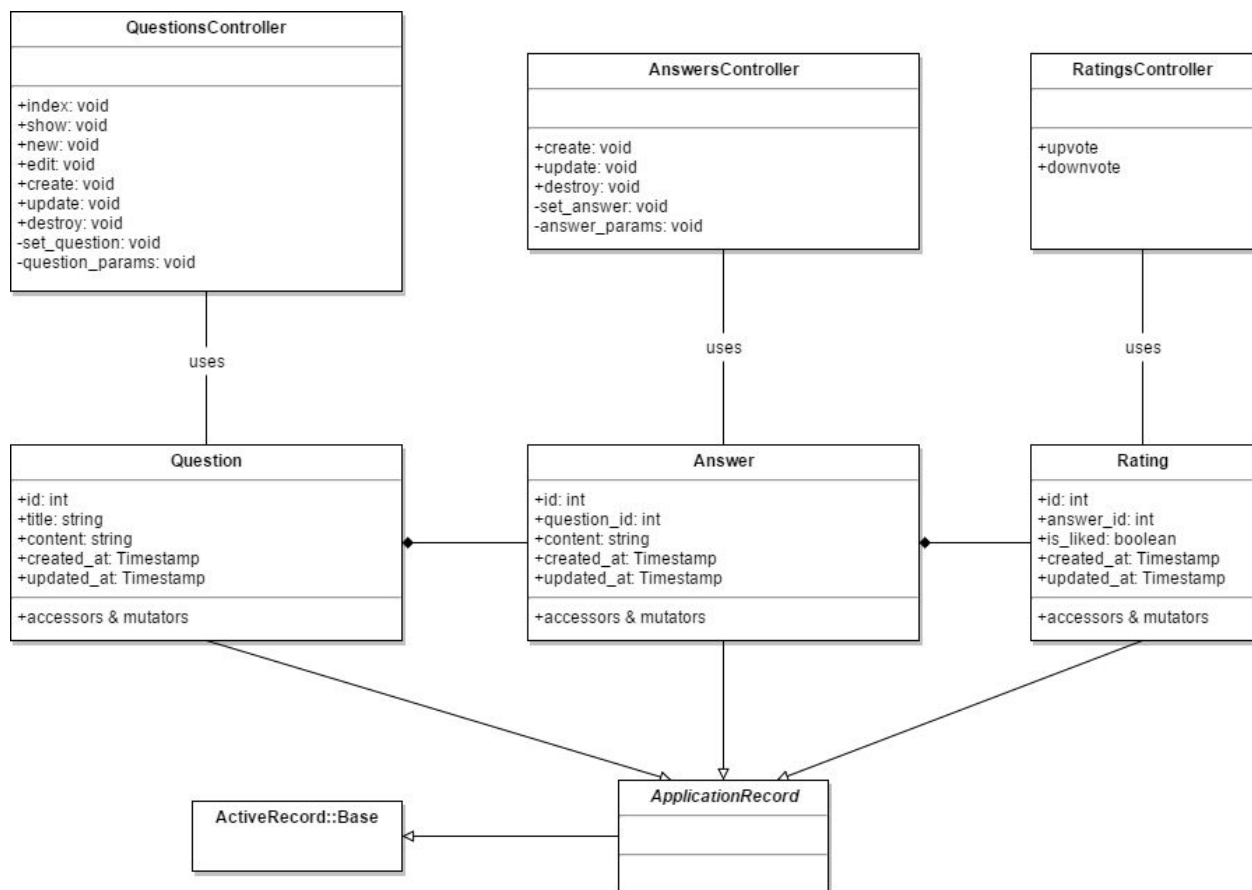 QuestionsController
+index: void
+show: void
+new: void
+edit: void
+create: void
+update: void
+destroy: void
-set_question: void
-question_params: void
AnswersController
+create: void
+update: void
+destroy: void
-set_answer: void
-answer_params: void
RatingsController
+upvote
+downvote
uses
uses
uses
Question
+id: int
+title: string
+content: string
+created_at: Timestamp
+updated_at: Timestamp
+accessors & mutators
Answer
+id: int
+question_id: int
+content: string
+created_at: Timestamp
+updated_at: Timestamp
+accessors & mutators
Rating
+id: int
+answer_id: int
+is_liked: boolean
+created_at: Timestamp
+updated_at: Timestamp
+accessors & mutators
ApplicationRecord
ActiveRecord::Base